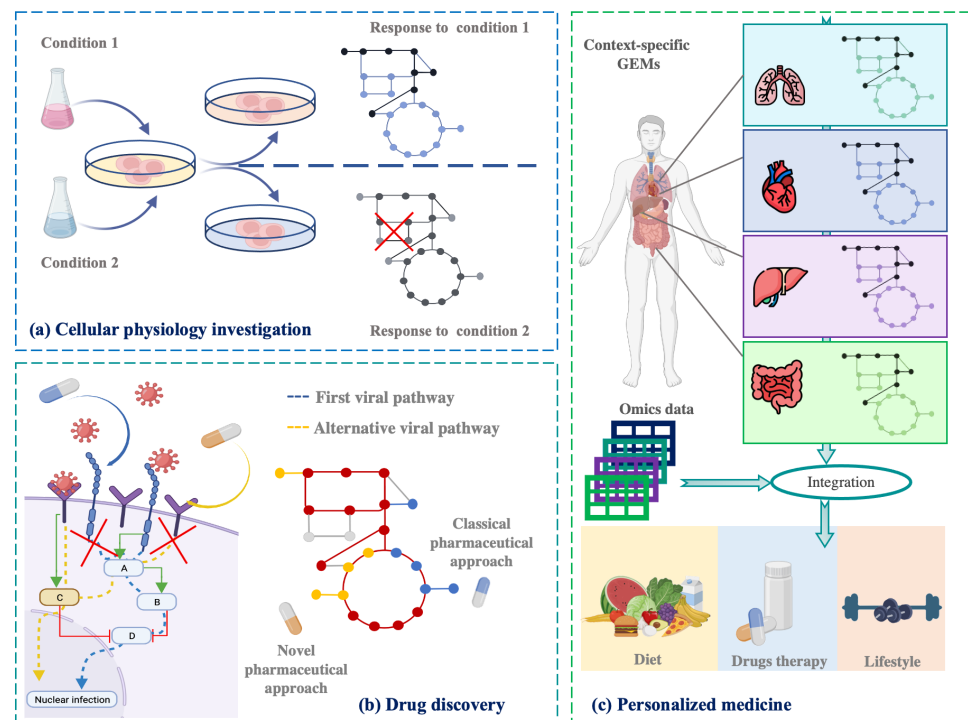 Condition 1
Condition 2
Response to condition 1
Response to condition 2
(a) Cellular physiology investigation
First viral pathway
Alternative viral pathway
A
C
B
D
Nuclear infection
Classical
pharmaceutical
approach
Novel
pharmaceutical
approach
(b) Drug discovery
Context-specific
GEMs
Omics data
Integration
Diet
Drugs therapy
Lifestyle
(c) Personalized medicine